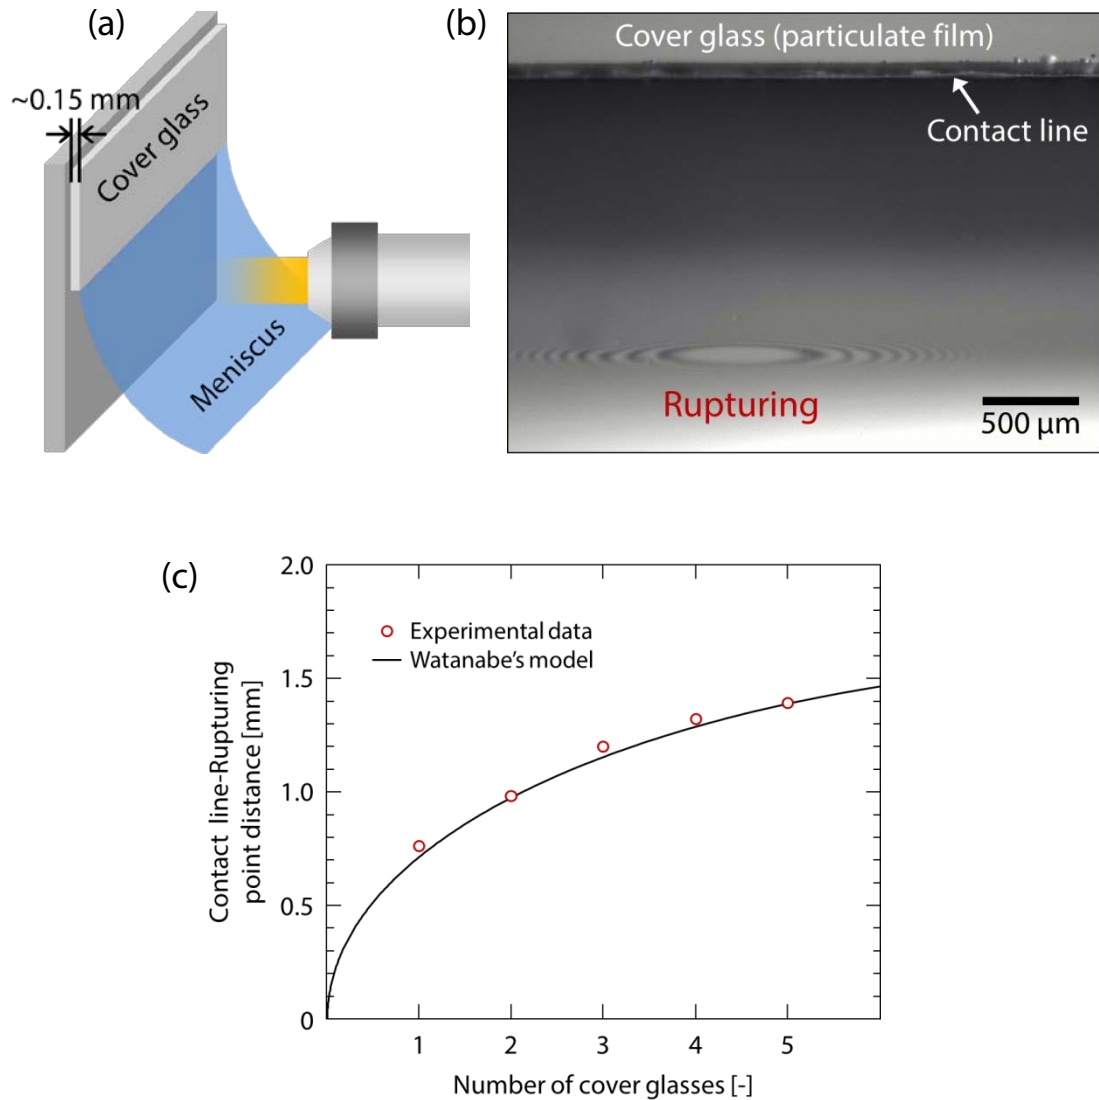 (a)
~0.15 mm
Cover glass
Meniscus
(b)
Cover glass (particulate film)
Contact line
Rupturing
500 μm
(c)
2.0
1.5
1.0
0.5
0
Contact line-Rupturing
point distance [mm]
Experimental data
Watanabe's model
1 2 3 4 5
Number of cover glasses [-]